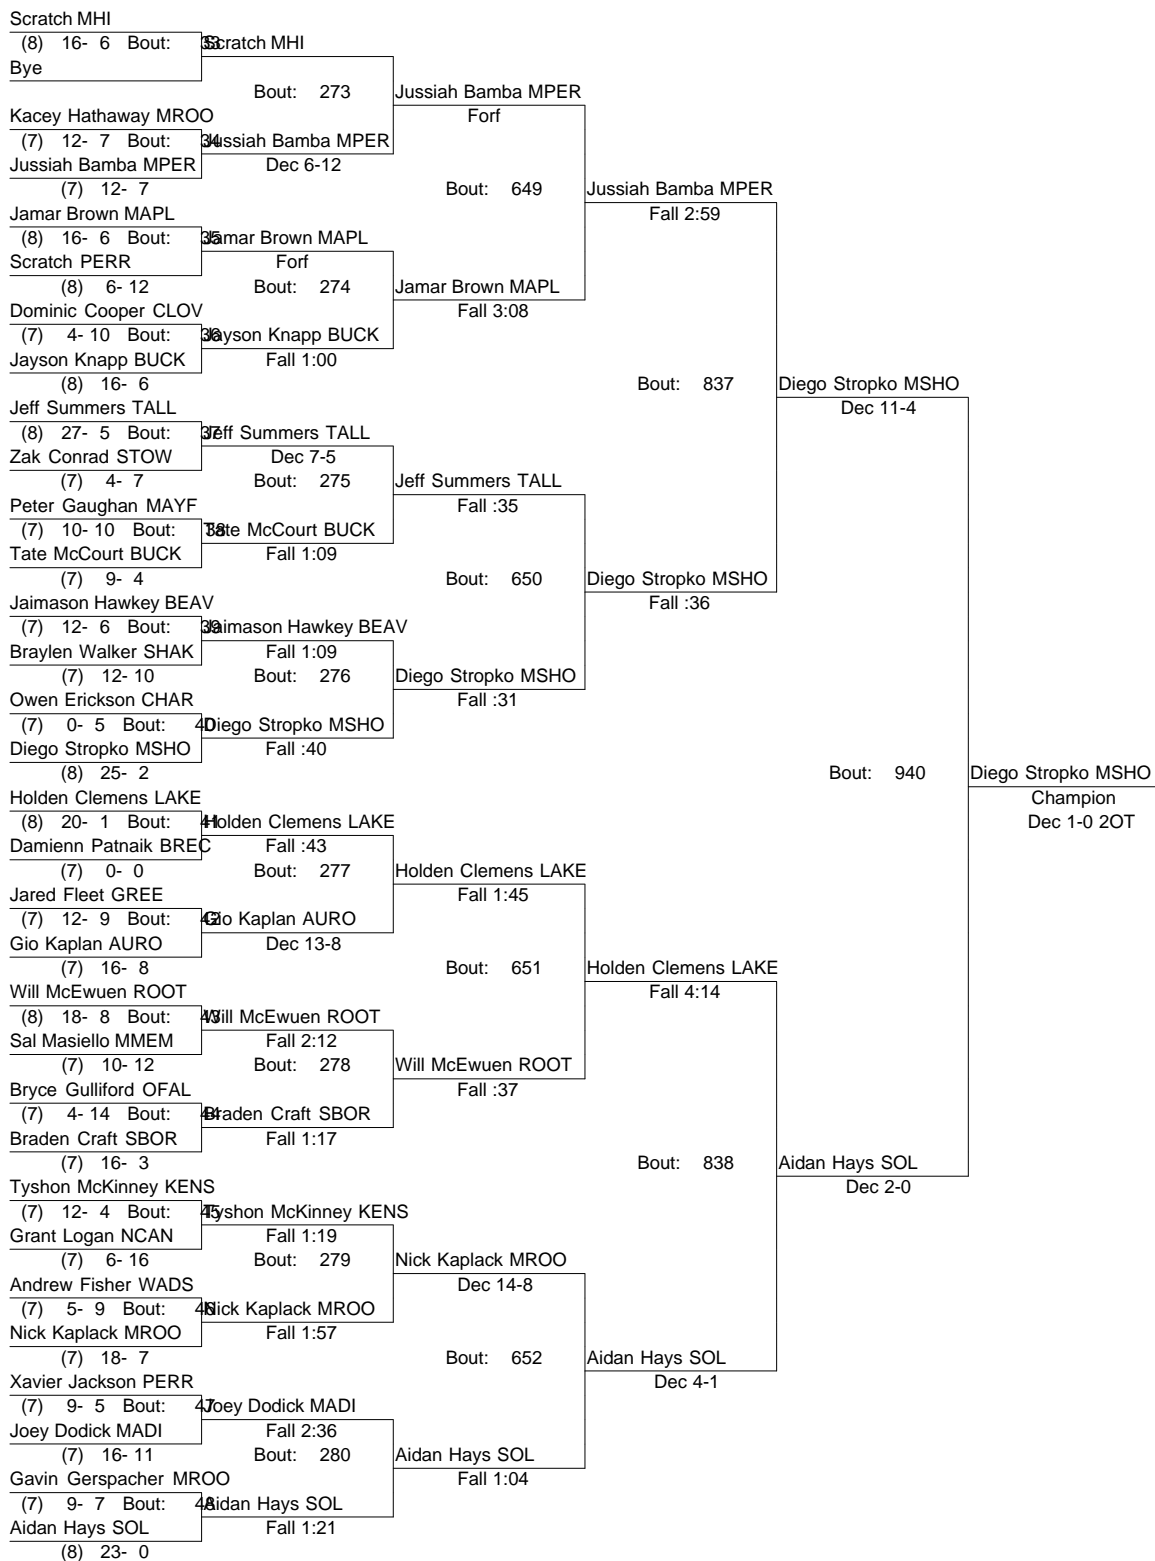 Scratch MHI
(8) 16- 6 Bout: 33 Scratch MHI
Bye
Bout: 273 Jussiah Bamba MPER
Kacey Hathaway MROO Forf
(7) 12- 7 Bout: 34 Jussiah Bamba MPER
Jussiah Bamba MPER Dec 6-12
(7) 12- 7 Bout: 649 Jussiah Bamba MPER
Jamar Brown MAPL Fall 2:59
(8) 16- 6 Bout: 35 Jamar Brown MAPL
Scratch PERR Forf
(8) 6- 12 Bout: 274 Jamar Brown MAPL
Dominic Cooper CLOV Fall 3:08
(7) 4- 10 Bout: 36 Jayson Knapp BUCK
Jayson Knapp BUCK Fall 1:00
(8) 16- 6 Bout: 837 Diego Stropko MSHO
Jeff Summers TALL Dec 11-4
(8) 27- 5 Bout: 37 Jeff Summers TALL
Zak Conrad STOW Dec 7-5
(7) 4- 7 Bout: 275 Jeff Summers TALL
Peter Gaughan MAYF Fall :35
(7) 10- 10 Bout: 38 Tate McCourt BUCK
Tate McCourt BUCK Fall 1:09
(7) 9- 4 Bout: 650 Diego Stropko MSHO
Jaimason Hawkey BEAV Fall :36
(7) 12- 6 Bout: 39 Jaimason Hawkey BEAV
Braylen Walker SHAK Fall 1:09
(7) 12- 10 Bout: 276 Diego Stropko MSHO
Owen Erickson CHAR Fall :31
(7) 0- 5 Bout: 40 Diego Stropko MSHO
Diego Stropko MSHO Fall :40
(8) 25- 2 Bout: 940 Diego Stropko MSHO
Holden Clemens LAKE Champion
(8) 20- 1 Bout: 41 Holden Clemens LAKE Dec 1-0 2OT
Damienn Patnaik BREC Fall :43
(7) 0- 0 Bout: 277 Holden Clemens LAKE
Jared Fleet GREE Fall 1:45
(7) 12- 9 Bout: 42 Gio Kaplan AURO
Gio Kaplan AURO Dec 13-8
(7) 16- 8 Bout: 651 Holden Clemens LAKE
Will McEwuen ROOT Fall 4:14
(8) 18- 8 Bout: 43 Will McEwuen ROOT
Sal Masiello MMEM Fall 2:12
(7) 10- 12 Bout: 278 Will McEwuen ROOT
Bryce Gulliford OFAL Fall :37
(7) 4- 14 Bout: 44 Braden Craft SBOR
Braden Craft SBOR Fall 1:17
(7) 16- 3 Bout: 838 Aidan Hays SOL
Tyshon McKinney KENS Dec 2-0
(7) 12- 4 Bout: 45 Tyshon McKinney KENS
Grant Logan NCAN Fall 1:19
(7) 6- 16 Bout: 279 Nick Kaplack MROO
Andrew Fisher WADS Dec 14-8
(7) 5- 9 Bout: 46 Nick Kaplack MROO
Nick Kaplack MROO Fall 1:57
(7) 18- 7 Bout: 652 Aidan Hays SOL
Xavier Jackson PERR Dec 4-1
(7) 9- 5 Bout: 47 Joey Dodick MADI
Joey Dodick MADI Fall 2:36
(7) 16- 11 Bout: 280 Aidan Hays SOL
Gavin Gerspacher MROO Fall 1:04
(7) 9- 7 Bout: 48 Aidan Hays SOL
Aidan Hays SOL Fall 1:21
(8) 23- 0